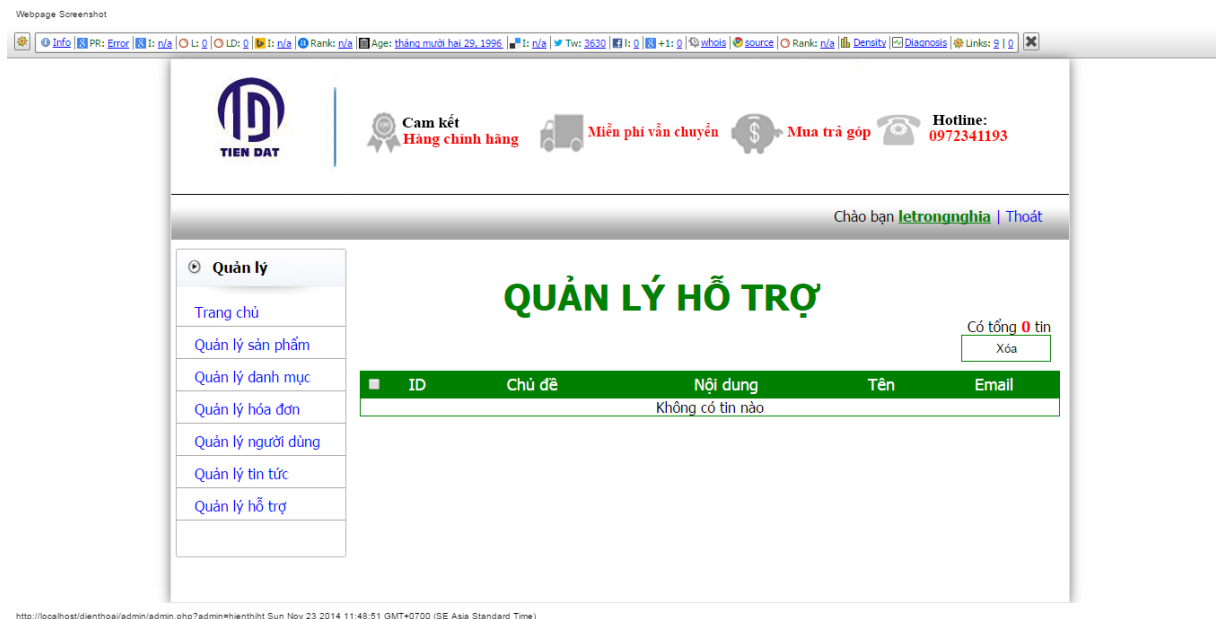 Webpage Screenshot
Info PR: Error I: n/a L: 0 LD: 0 I: n/a Rank: n/a Age: tháng mười hai 29, 1996 I: n/a Tw: 3630 I: 0 +1: 0 whois source Rank: n/a Density Diagnosis Links: 9 | 0
TIEN DAT
Cam kết
Hàng chính hãng
Miễn phí vẫn chuyển
Mua trả góp
Hotline:
0972341193
Chào bạn letrongnghia | Thoát
Quản lý
Trang chủ
Quản lý sản phẩm
Quản lý danh mục
Quản lý hóa đơn
Quản lý người dùng
Quản lý tin tức
Quản lý hỗ trợ
QUẢN LÝ HỖ TRỢ
Có tổng 0 tin
Xóa
ID Chủ đề Nội dung Tên Email
Không có tin nào
http://localhost/dienthoai/admin/admin.php?admin=hienthiht Sun Nov 23 2014 11:48:51 GMT+0700 (SE Asia Standard Time)